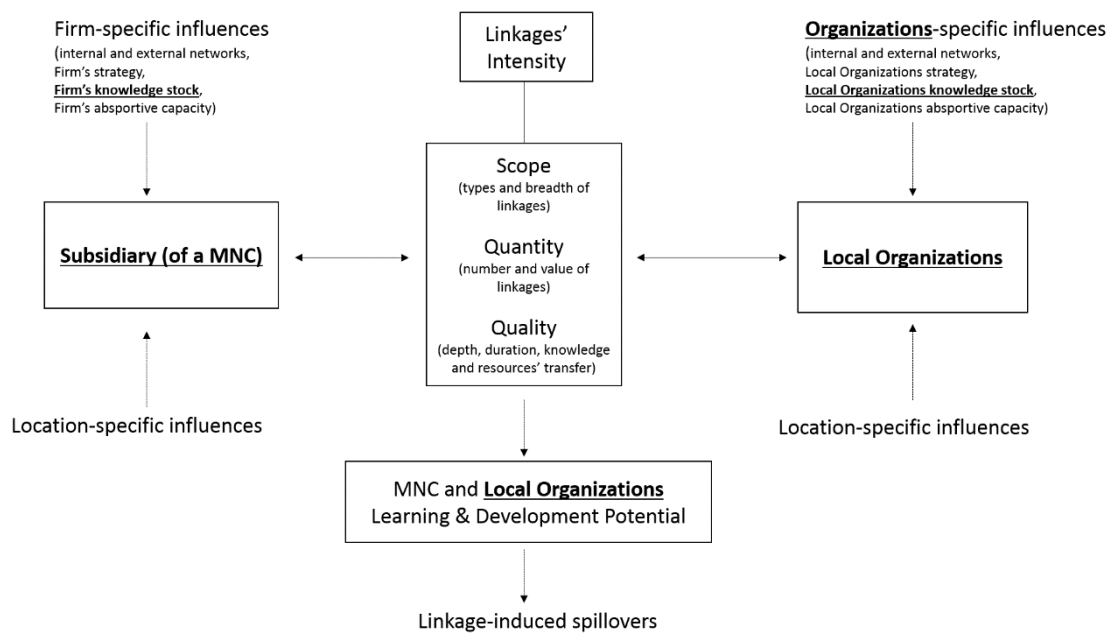 Firm-specific influences
(internal and external networks,
Firm's strategy,
Firm's knowledge stock,
Firm's absportive capacity)
Linkages'
Intensity
Organizations-specific influences
(internal and external networks,
Local Organizations strategy,
Local Organizations knowledge stock,
Local Organizations absportive capacity)
Scope
(types and breadth of
linkages)
Quantity
(number and value of
linkages)
Quality
(depth, duration, knowledge
and resources' transfer)
Subsidiary (of a MNC)
Local Organizations
Location-specific influences
Location-specific influences
MNC and Local Organizations
Learning & Development Potential
Linkage-induced spillovers